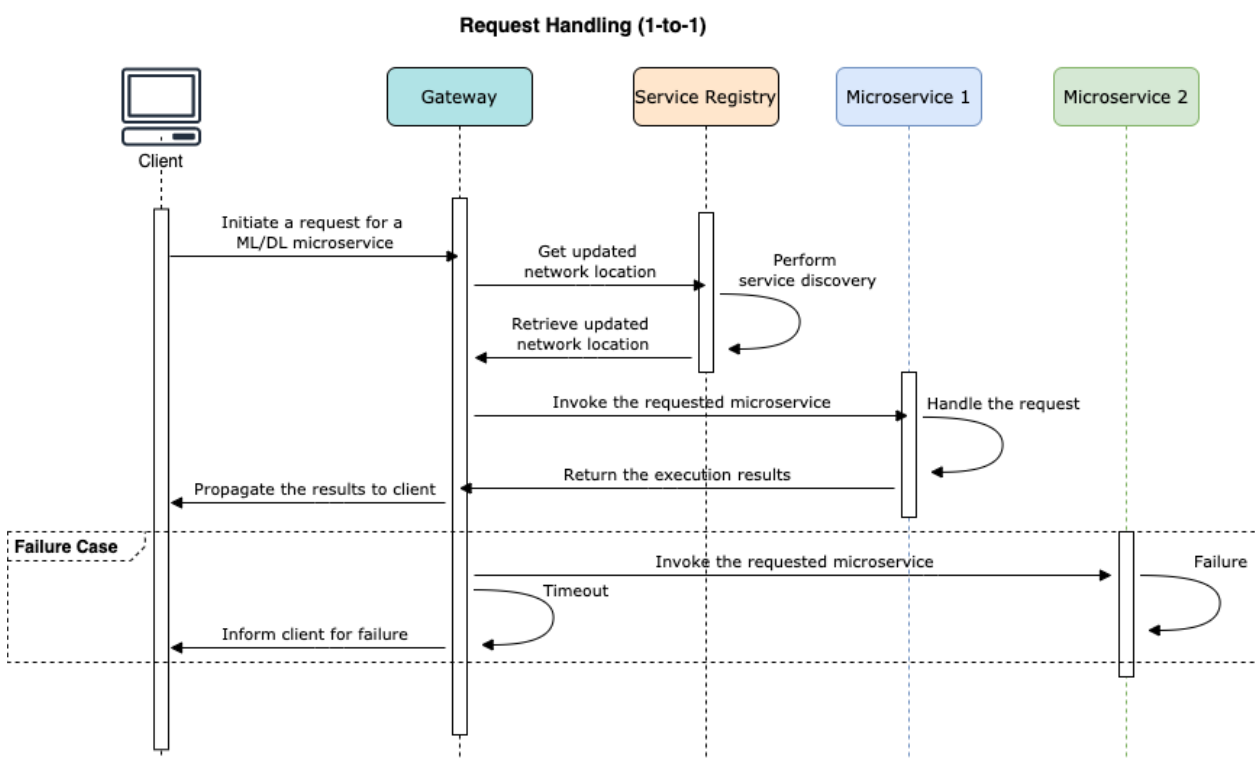 Request Handling (1-to-1)
Gateway
Service Registry
Microservice 1
Microservice 2
Client
Initiate a request for a
ML/DL microservice
Get updated
network location
Perform
service discovery
Retrieve updated
network location
Invoke the requested microservice
Handle the request
Return the execution results
Propagate the results to client
Failure Case
Invoke the requested microservice
Failure
Timeout
Inform client for failure